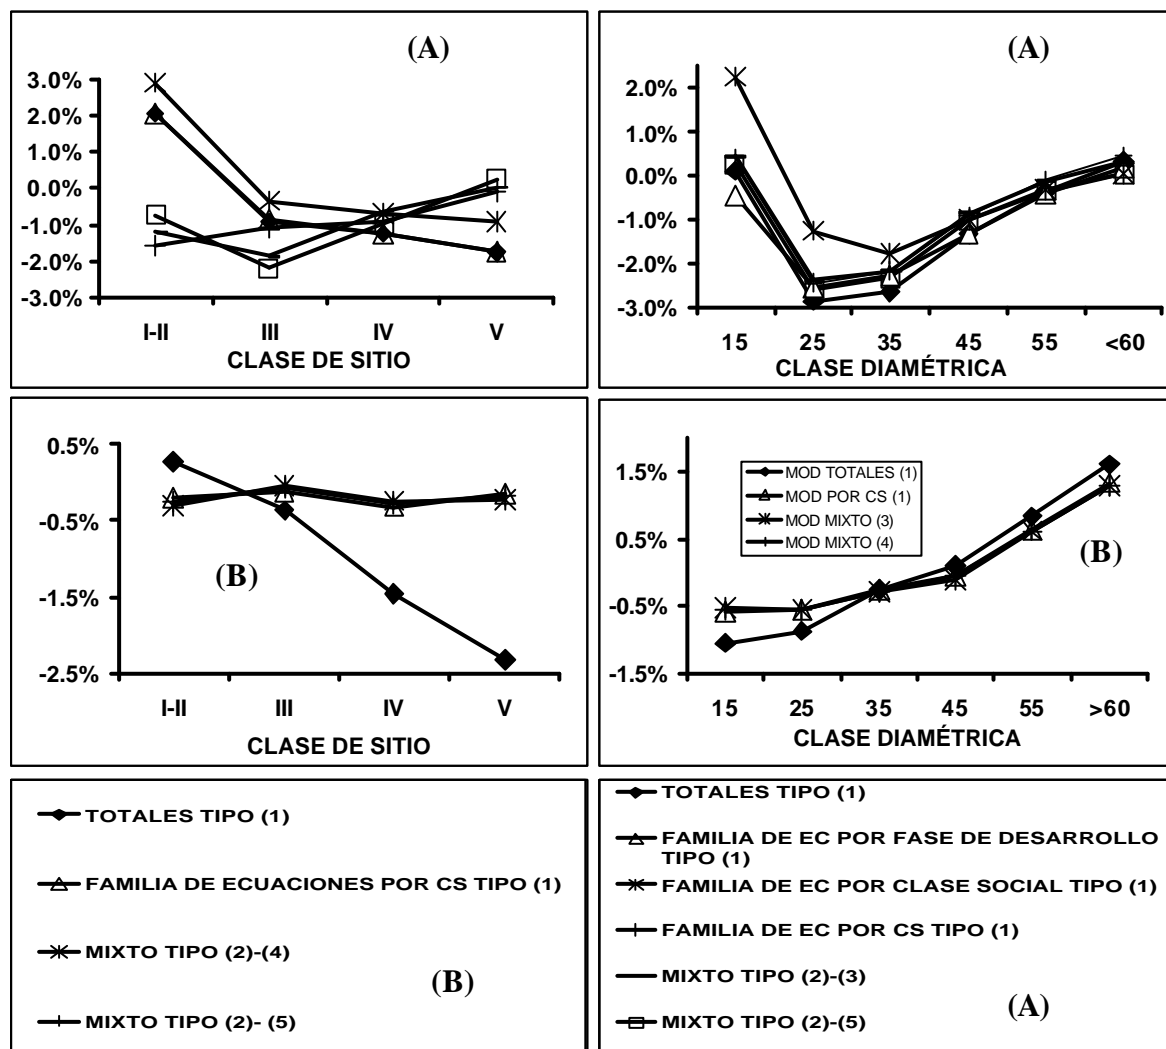 (A)
3.0%
2.0%
1.0%
0.0%
-1.0%
-2.0%
-3.0%
I-II III IV V
CLASE DE SITIO
(A)
2.0%
1.0%
0.0%
-1.0%
-2.0%
-3.0%
15 25 35 45 55 <60
CLASE DIAMÉTRICA
0.5%
-0.5%
-1.5%
-2.5%
(B)
I-II III IV V
CLASE DE SITIO
1.5%
0.5%
-0.5%
-1.5%
MOD TOTALES (1)
MOD POR CS (1)
MOD MIXTO (3)
MOD MIXTO (4)
(B)
15 25 35 45 55 >60
CLASE DIAMÉTRICA
TOTALES TIPO (1)
FAMILIA DE ECUACIONES POR CS TIPO (1)
MIXTO TIPO (2)-(4)
MIXTO TIPO (2)- (5)
(B)
TOTALES TIPO (1)
FAMILIA DE EC POR FASE DE DESARROLLO
TIPO (1)
FAMILIA DE EC POR CLASE SOCIAL TIPO (1)
FAMILIA DE EC POR CS TIPO (1)
MIXTO TIPO (2)-(3)
MIXTO TIPO (2)-(5)
(A)